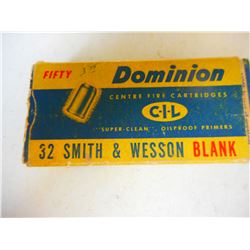 FIFTY
Dominion
CENTRE FIRE CARTRIDGES
C-I-L
"SUPER-CLEAN" OILPROOF PRIMERS
32 SMITH & WESSON BLANK